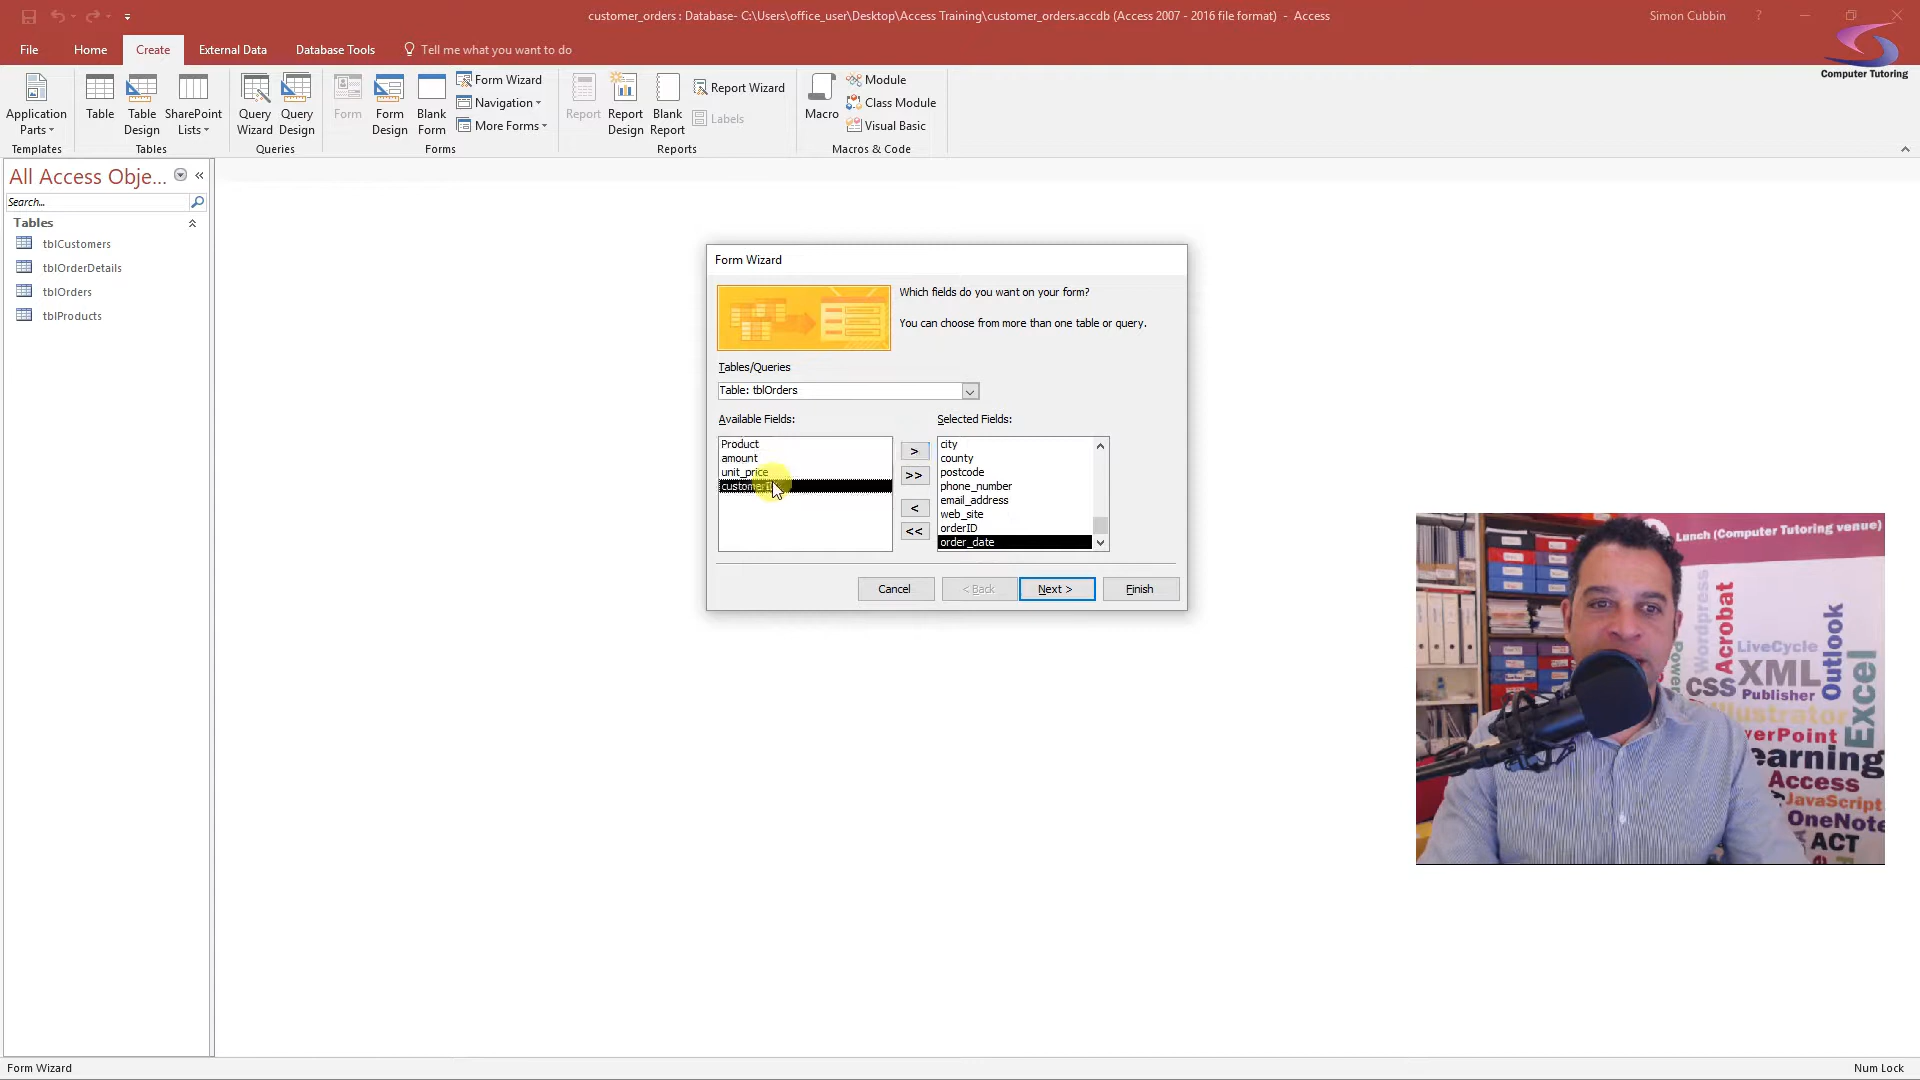 customer_orders : Database- C:\Users\office_user\Desktop\Access Training\customer_orders.accdb (Access 2007 - 2016 file format)  -  Access
Simon Cubbin
?
File
Home
Create
External Data
Database Tools
Tell me what you want to do
Computer Tutoring
Application Parts
Table
Table Design
SharePoint Lists
Query Wizard
Query Design
Form
Form Design
Blank Form
Form Wizard
Navigation
More Forms
Report
Report Design
Blank Report
Report Wizard
Labels
Macro
Module
Class Module
Visual Basic
Templates
Tables
Queries
Forms
Reports
Macros & Code
All Access Obje...
Search...
Tables
tblCustomers
tblOrderDetails
tblOrders
tblProducts
Form Wizard
Which fields do you want on your form?
You can choose from more than one table or query.
Tables/Queries
Table: tblOrders
Available Fields:
Selected Fields:
Product
amount
unit_price
>
>>
<
<<
city
county
postcode
phone_number
email_address
web_site
orderID
order_date
Cancel
< Back
Next >
Finish
Lunch (Computer Tutoring venue)
Wordpress
Acrobat
LiveCycle
XML
CSS
Publisher
Outlook
Excel
Illustrator
werPoint
earning
Access
JavaScript
OneNote
ACT
Form Wizard
Num Lock